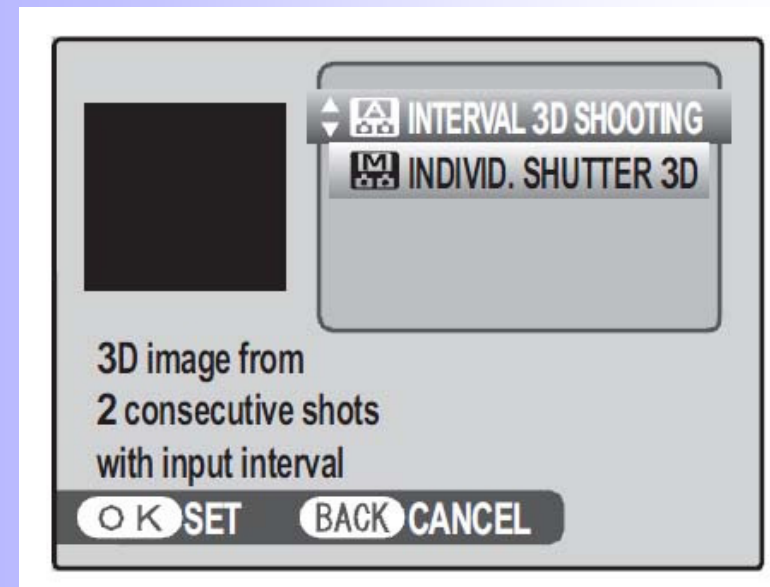 A INTERVAL 3D SHOOTING
M INDIVID. SHUTTER 3D
3D image from
2 consecutive shots
with input interval
OK SET BACK CANCEL